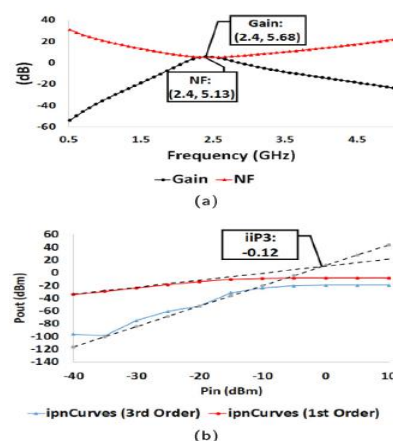 40
20
0
-20
-40
-60
(dB)
Gain:
(2.4, 5.68)
NF:
(2.4, 5.13)
0.5 1.5 2.5 3.5 4.5
Frequency (GHz)
Gain NF
(a)
60
40
20
0
-20
-40
-60
-80
-100
-120
-140
Pout (dBm)
iiP3:
-0.12
-40 -30 -20 -10 0 10
Pin (dBm)
ipnCurves (3rd Order) ipnCurves (1st Order)
(b)